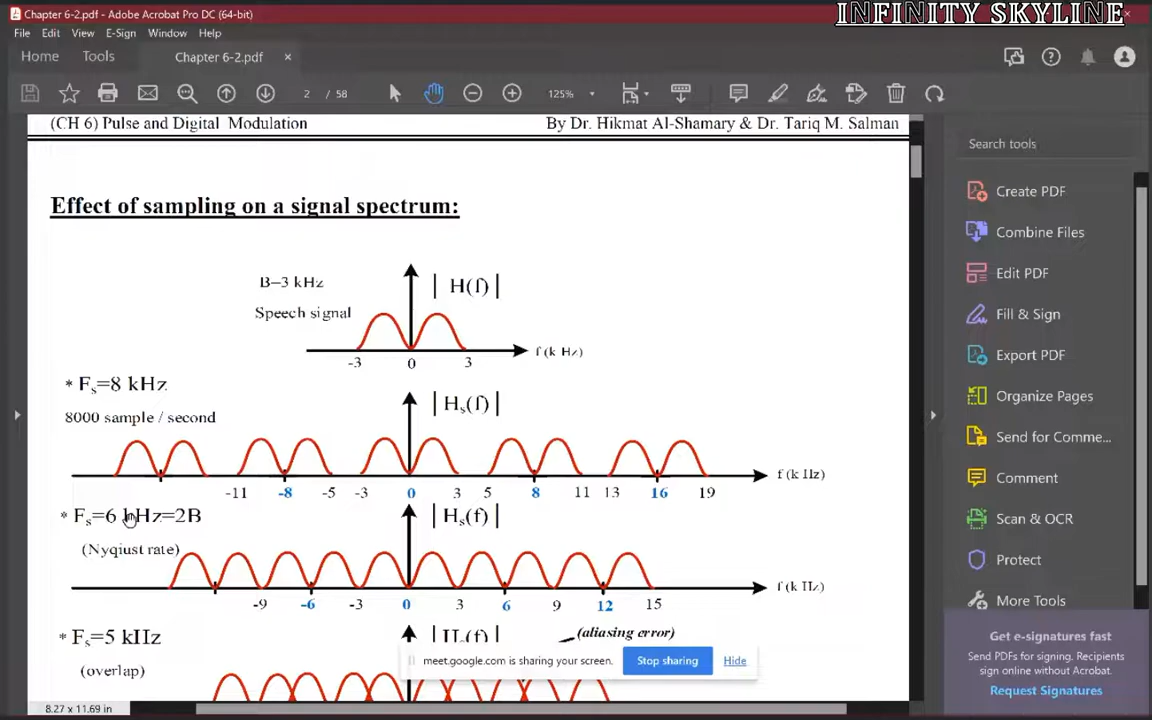 Chapter 6-2.pdf - Adobe Acrobat Pro DC (64-bit)
INFINITY SKYLINE
File Edit View E-Sign Window Help
Home Tools Chapter 6-2.pdf ×
2 / 58 125%
Search tools
Create PDF
Combine Files
Edit PDF
Fill & Sign
Export PDF
Organize Pages
Send for Comme...
Comment
Scan & OCR
Protect
More Tools
Get e-signatures fast
Send PDFs for signing. Recipients
sign online without Acrobat.
Request Signatures
(CH 6) Pulse and Digital Modulation By Dr. Hikmat Al-Shamary & Dr. Tariq M. Salman
Effect of sampling on a signal spectrum:
B=3 kHz
| H(f) |
Speech signal
f (k Hz)
-3 0 3
* Fs=8 kHz
8000 sample / second
| Hs(f) |
f (k Hz)
-11 -8 -5 -3 0 3 5 8 11 13 16 19
* Fs=6 kHz=2B
(Nyqiust rate)
| Hs(f) |
f (k Hz)
-9 -6 -3 0 3 6 9 12 15
* Fs=5 kHz
(overlap)
(aliasing error)
meet.google.com is sharing your screen. Stop sharing Hide
8.27 x 11.69 in